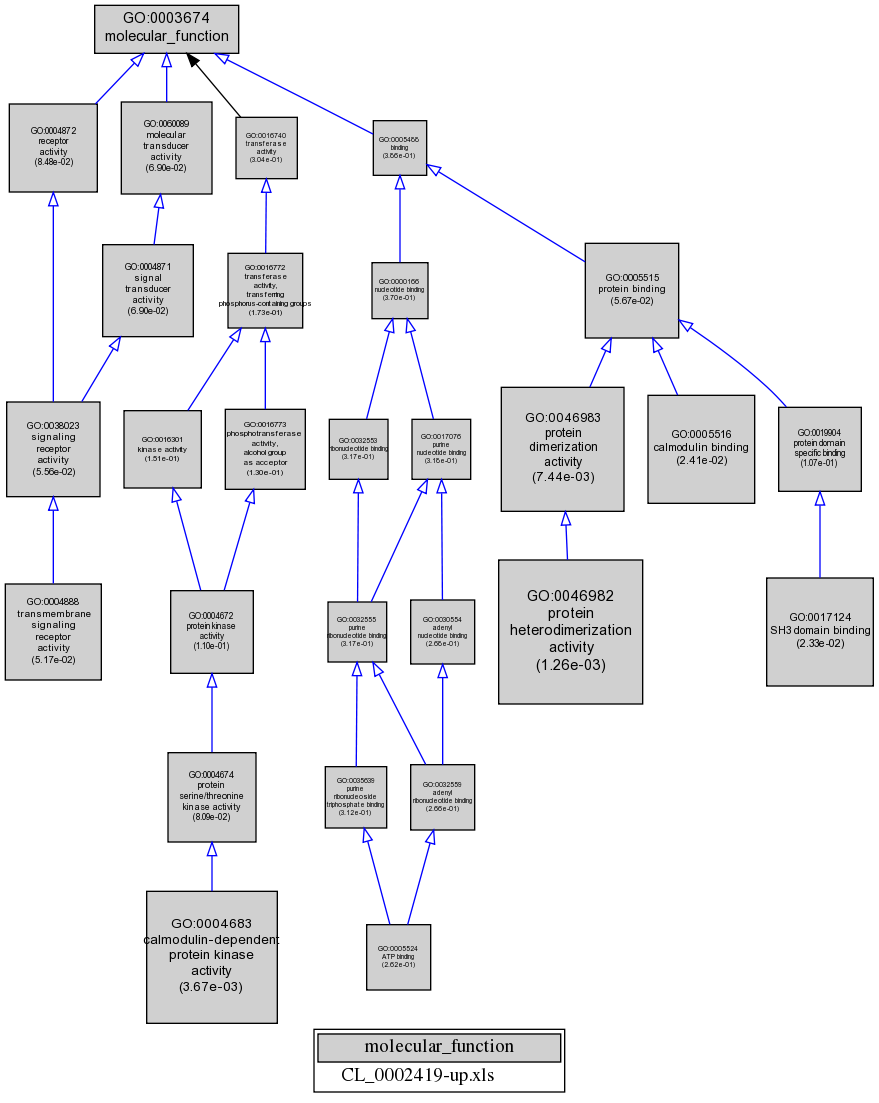 GO:0003674
molecular_function
GO:0004872
receptor
activity
(8.48e-02)
GO:0060089
molecular
transducer
activity
(6.90e-02)
GO:0016740
transferase
activity
(3.04e-01)
GO:0005488
binding
(3.86e-01)
GO:0004871
signal
transducer
activity
(6.90e-02)
GO:0016772
transferase
activity,
transferring
phosphorus-containing groups
(1.73e-01)
GO:0000166
nucleotide binding
(3.70e-01)
GO:0005515
protein binding
(5.67e-02)
GO:0038023
signaling
receptor
activity
(5.56e-02)
GO:0016301
kinase activity
(1.51e-01)
GO:0016773
phosphotransferase
activity,
alcohol group
as acceptor
(1.30e-01)
GO:0032553
ribonucleotide binding
(3.17e-01)
GO:0017076
purine
nucleotide binding
(3.18e-01)
GO:0046983
protein
dimerization
activity
(7.44e-03)
GO:0005516
calmodulin binding
(2.41e-02)
GO:0019904
protein domain
specific binding
(1.07e-01)
GO:0004888
transmembrane
signaling
receptor
activity
(5.17e-02)
GO:0004672
protein kinase
activity
(1.10e-01)
GO:0032555
purine
ribonucleotide binding
(3.17e-01)
GO:0030554
adenyl
nucleotide binding
(2.68e-01)
GO:0046982
protein
heterodimerization
activity
(1.26e-03)
GO:0017124
SH3 domain binding
(2.33e-02)
GO:0004674
protein
serine/threonine
kinase activity
(8.09e-02)
GO:0035639
purine
ribonucleoside
triphosphate binding
(3.12e-01)
GO:0032559
adenyl
ribonucleotide binding
(2.66e-01)
GO:0004683
calmodulin-dependent
protein kinase
activity
(3.67e-03)
GO:0005524
ATP binding
(2.62e-01)
molecular_function
CL_0002419-up.xls